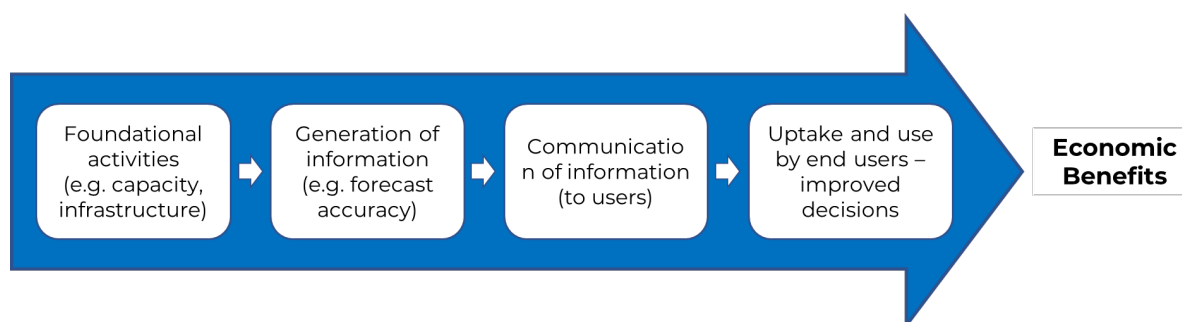 Foundational
activities
(e.g. capacity,
infrastructure)
Generation of
information
(e.g. forecast
accuracy)
Communicatio
n of information
(to users)
Uptake and use
by end users –
improved
decisions
Economic
Benefits